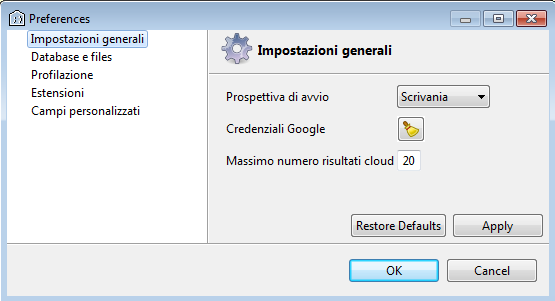 Preferences
Impostazioni generali
Database e files
Profilazione
Estensioni
Campi personalizzati
Impostazioni generali
Prospettiva di avvio Scrivania
Credenziali Google
Massimo numero risultati cloud 20
Restore Defaults Apply
OK Cancel